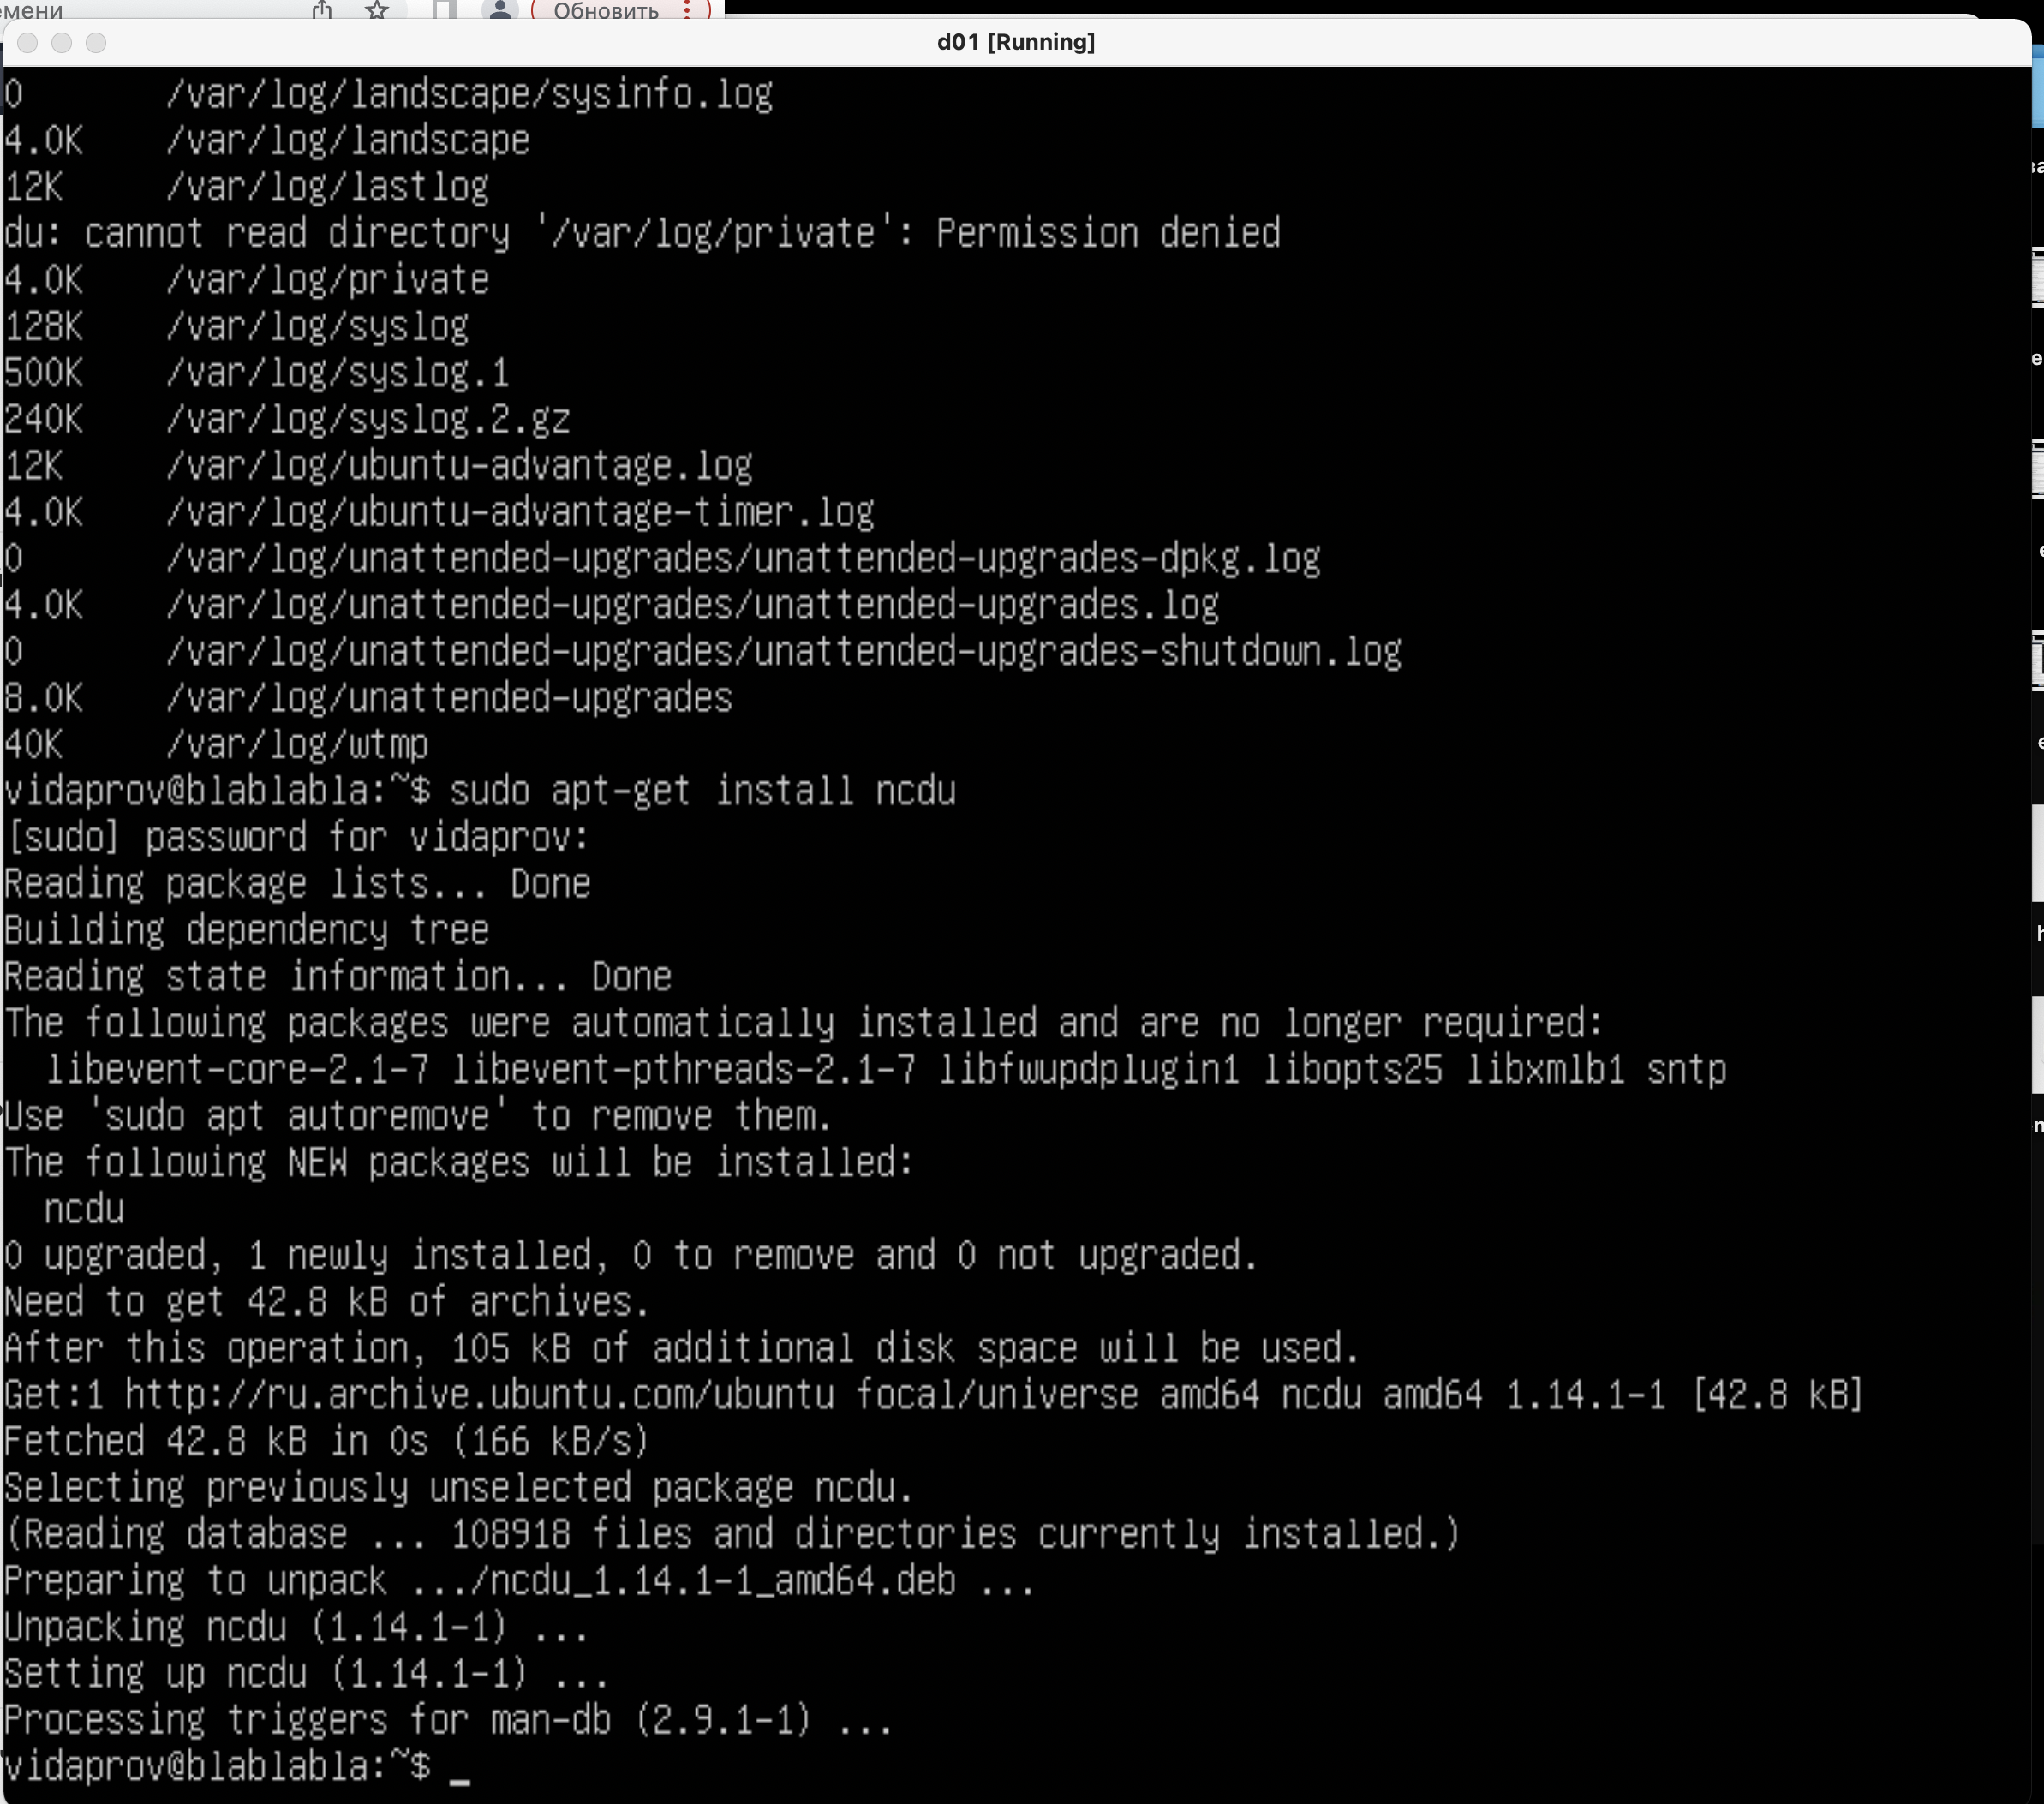 емени
Обновить
d01 [Running]
0 /var/log/landscape/sysinfo.log
4.0K /var/log/landscape
12K /var/log/lastlog
du: cannot read directory '/var/log/private': Permission denied
4.0K /var/log/private
128K /var/log/syslog
500K /var/log/syslog.1
240K /var/log/syslog.2.gz
12K /var/log/ubuntu-advantage.log
4.0K /var/log/ubuntu-advantage-timer.log
0 /var/log/unattended-upgrades/unattended-upgrades-dpkg.log
4.0K /var/log/unattended-upgrades/unattended-upgrades.log
0 /var/log/unattended-upgrades/unattended-upgrades-shutdown.log
8.0K /var/log/unattended-upgrades
40K /var/log/wtmp
vidaprov@blablabla:~$ sudo apt-get install ncdu
[sudo] password for vidaprov:
Reading package lists... Done
Building dependency tree
Reading state information... Done
The following packages were automatically installed and are no longer required:
  libevent-core-2.1-7 libevent-pthreads-2.1-7 libfwupdplugin1 libopts25 libxmlb1 sntp
Use 'sudo apt autoremove' to remove them.
The following NEW packages will be installed:
  ncdu
0 upgraded, 1 newly installed, 0 to remove and 0 not upgraded.
Need to get 42.8 kB of archives.
After this operation, 105 kB of additional disk space will be used.
Get:1 http://ru.archive.ubuntu.com/ubuntu focal/universe amd64 ncdu amd64 1.14.1-1 [42.8 kB]
Fetched 42.8 kB in 0s (166 kB/s)
Selecting previously unselected package ncdu.
(Reading database ... 108918 files and directories currently installed.)
Preparing to unpack .../ncdu_1.14.1-1_amd64.deb ...
Unpacking ncdu (1.14.1-1) ...
Setting up ncdu (1.14.1-1) ...
Processing triggers for man-db (2.9.1-1) ...
vidaprov@blablabla:~$ _